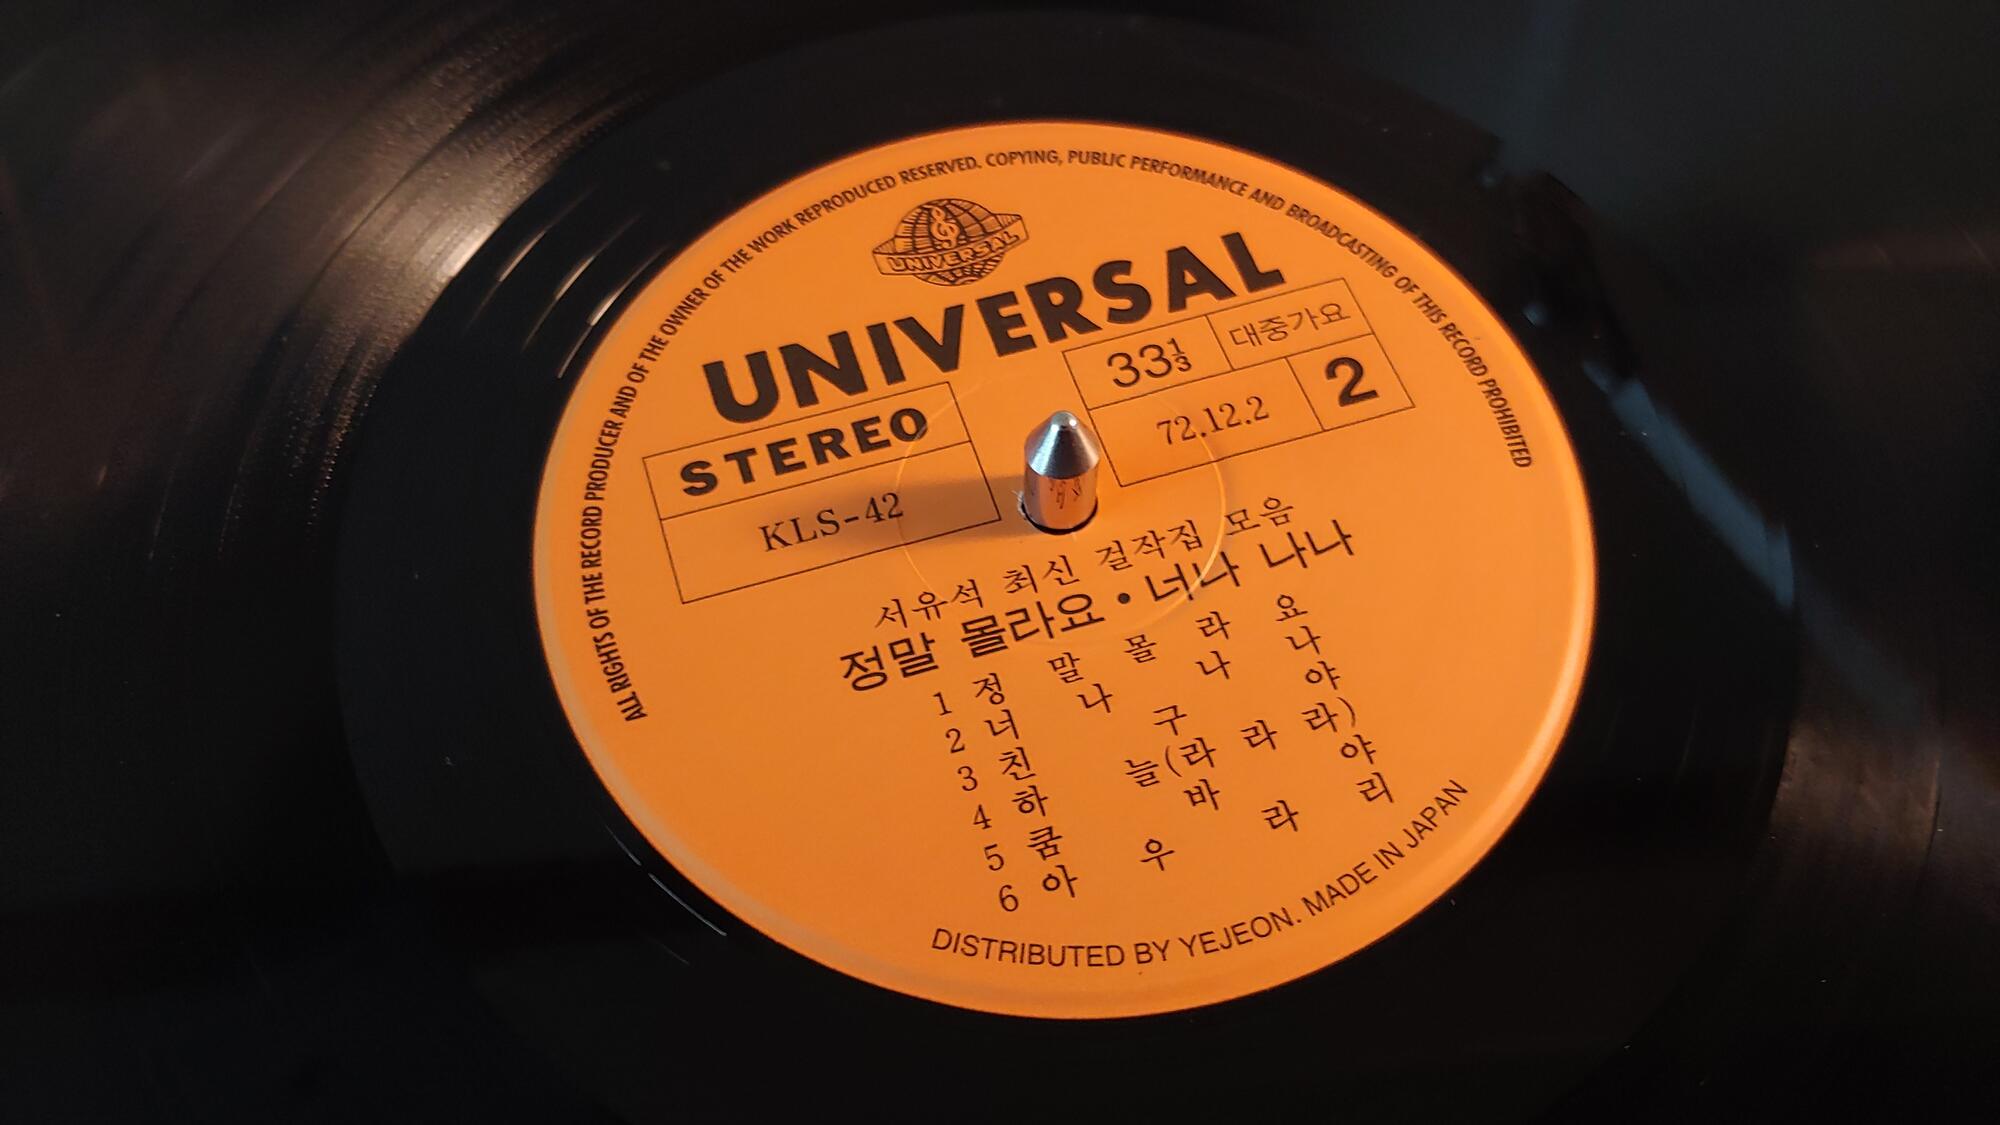 ALL RIGHTS OF THE RECORD PRODUCER AND OF THE OWNER OF THE WORK REPRODUCED RESERVED. COPYING, PUBLIC PERFORMANCE AND BROADCASTING OF THIS RECORD PROHIBITED
UNIVERSAL
UNIVERSAL
STEREO
KLS-42
33⅓
대중가요
72.12.2
2
서유석 최신 걸작집 모음
정말 몰라요 • 너나 나나
1 정 말 몰 라 요
2 너 나 나 나
3 친 구 야
4 하 늘(라 라 라)
5 쿰 바 야
6 아 우 라 리
DISTRIBUTED BY YEJEON. MADE IN JAPAN